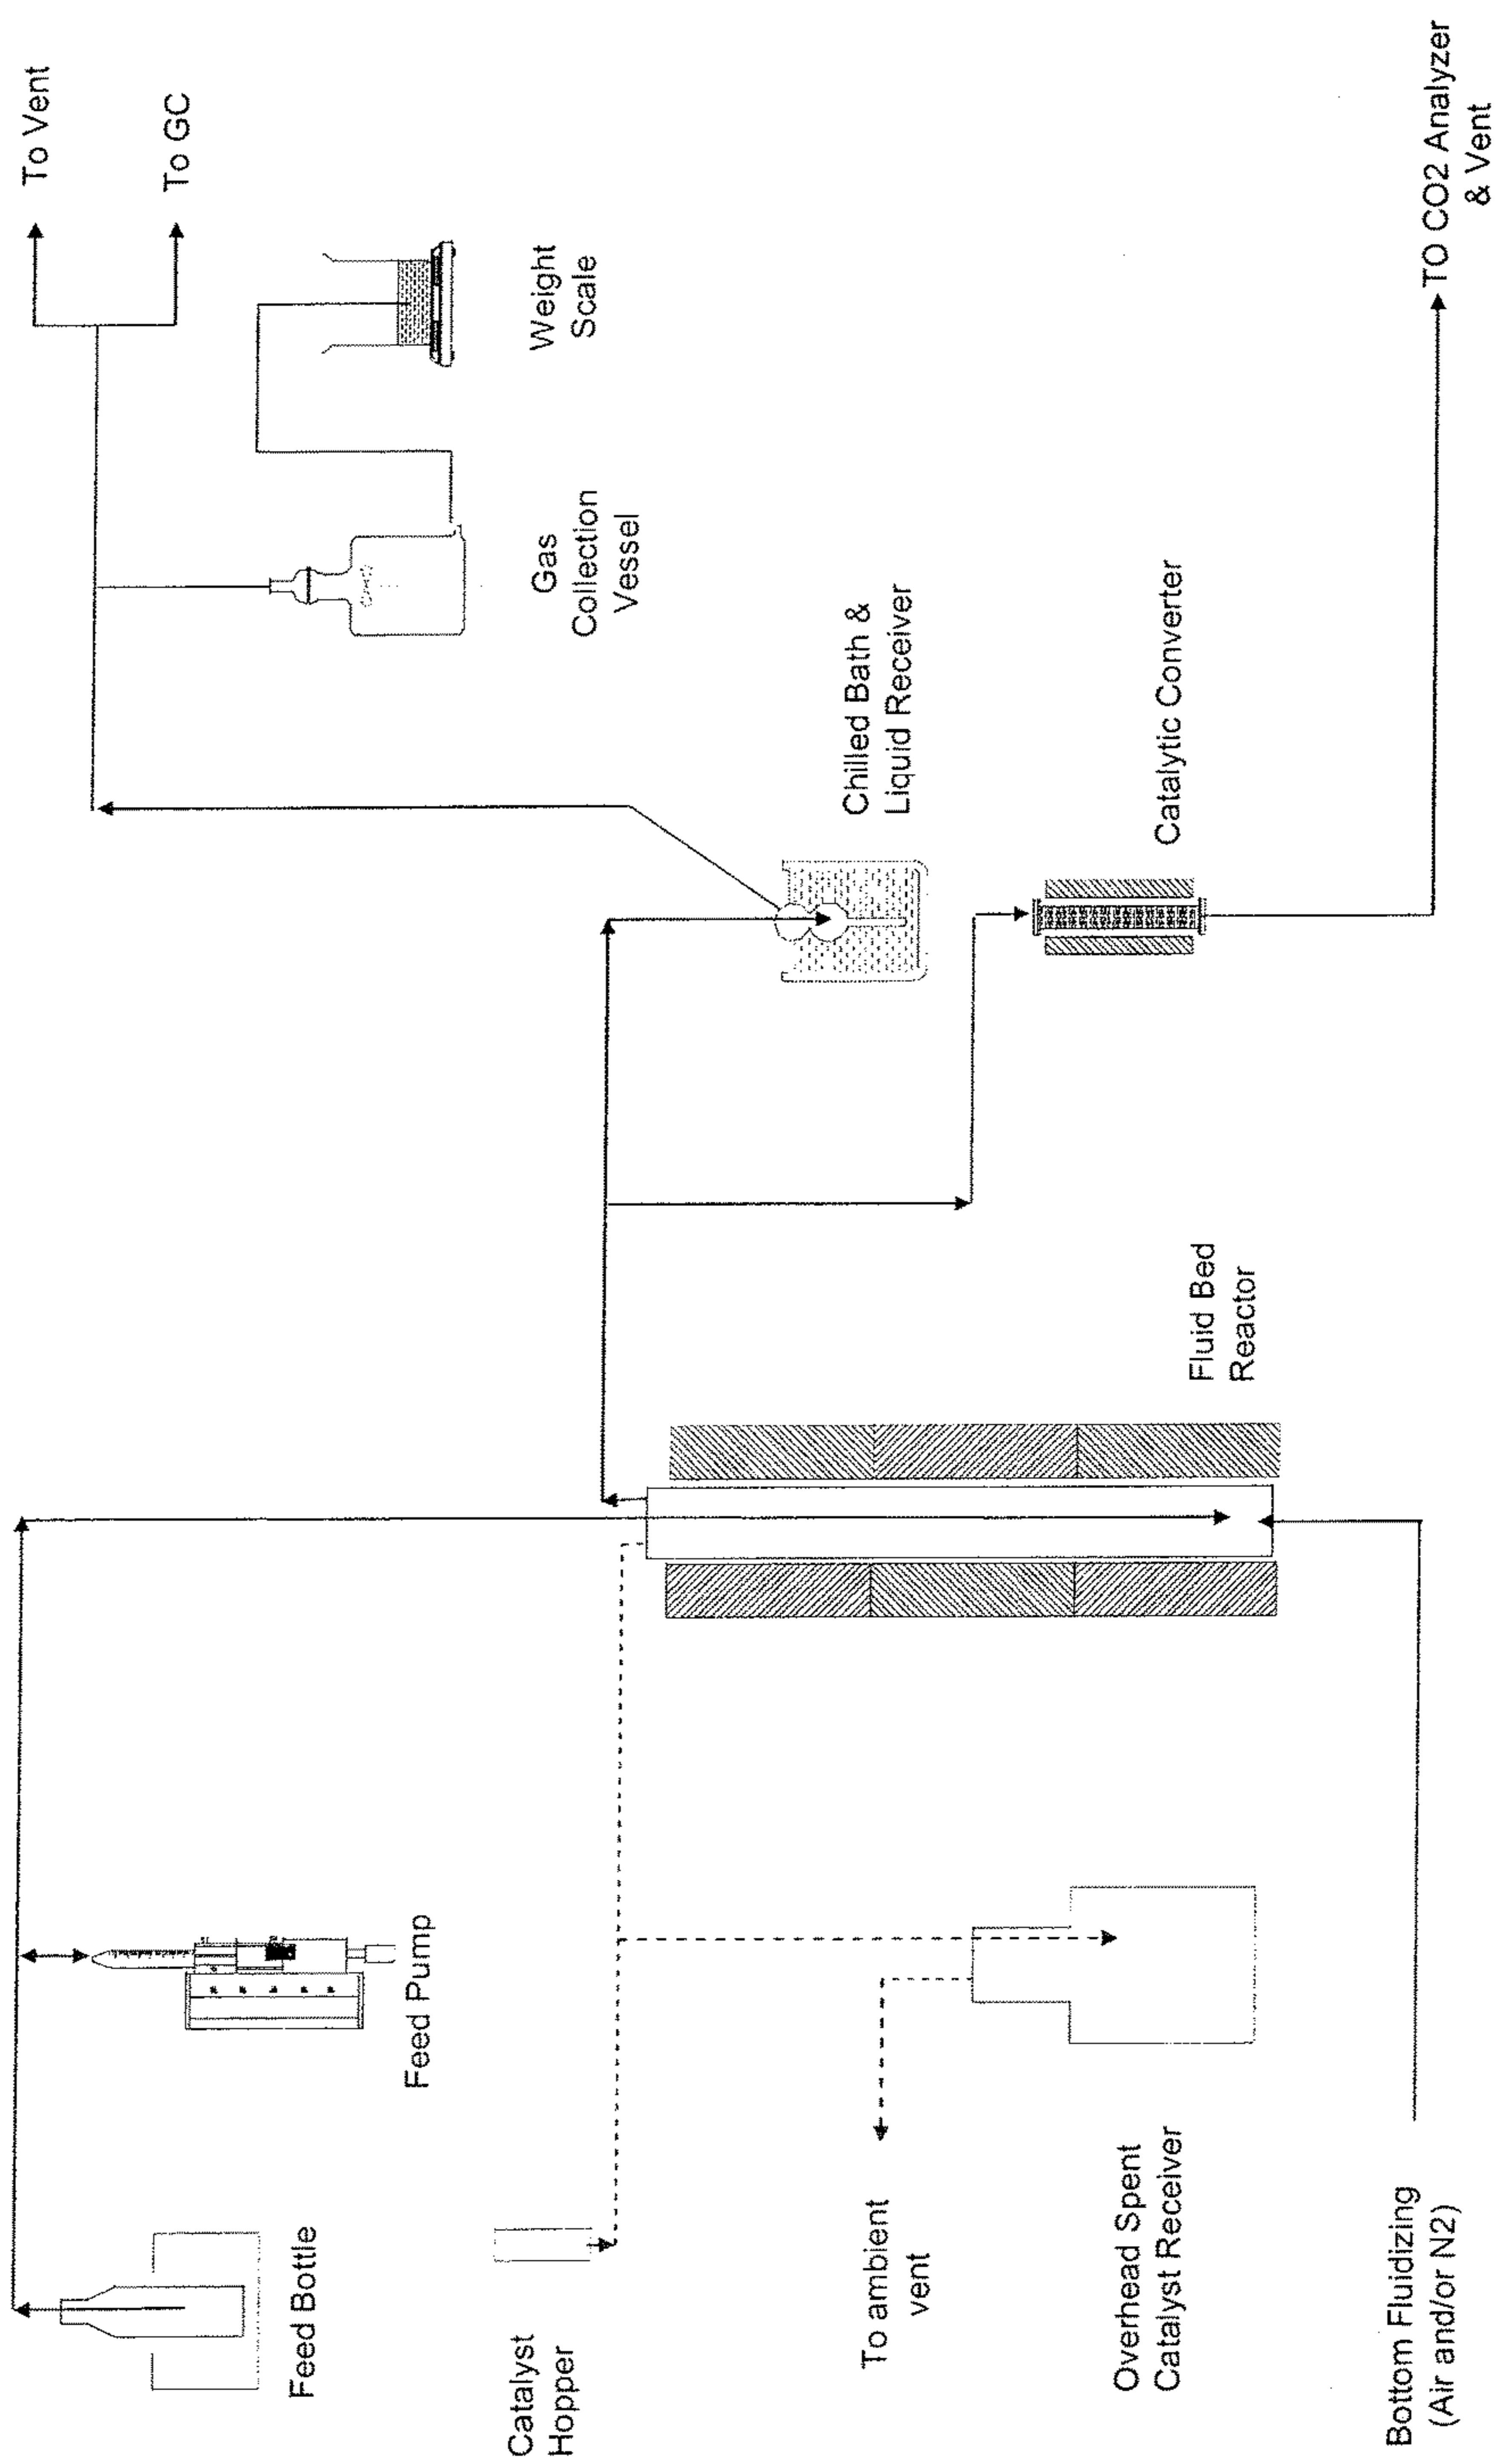 To Vent
To GC
Feed Bottle
Feed Pump
Gas
Collection
Vessel
Weight
Scale
Catalyst
Hopper
Chilled Bath &
Liquid Receiver
To ambient
vent
Overhead Spent
Catalyst Receiver
Fluid Bed
Reactor
Catalytic Converter
Bottom Fluidizing
(Air and/or N2)
TO CO2 Analyzer
& Vent